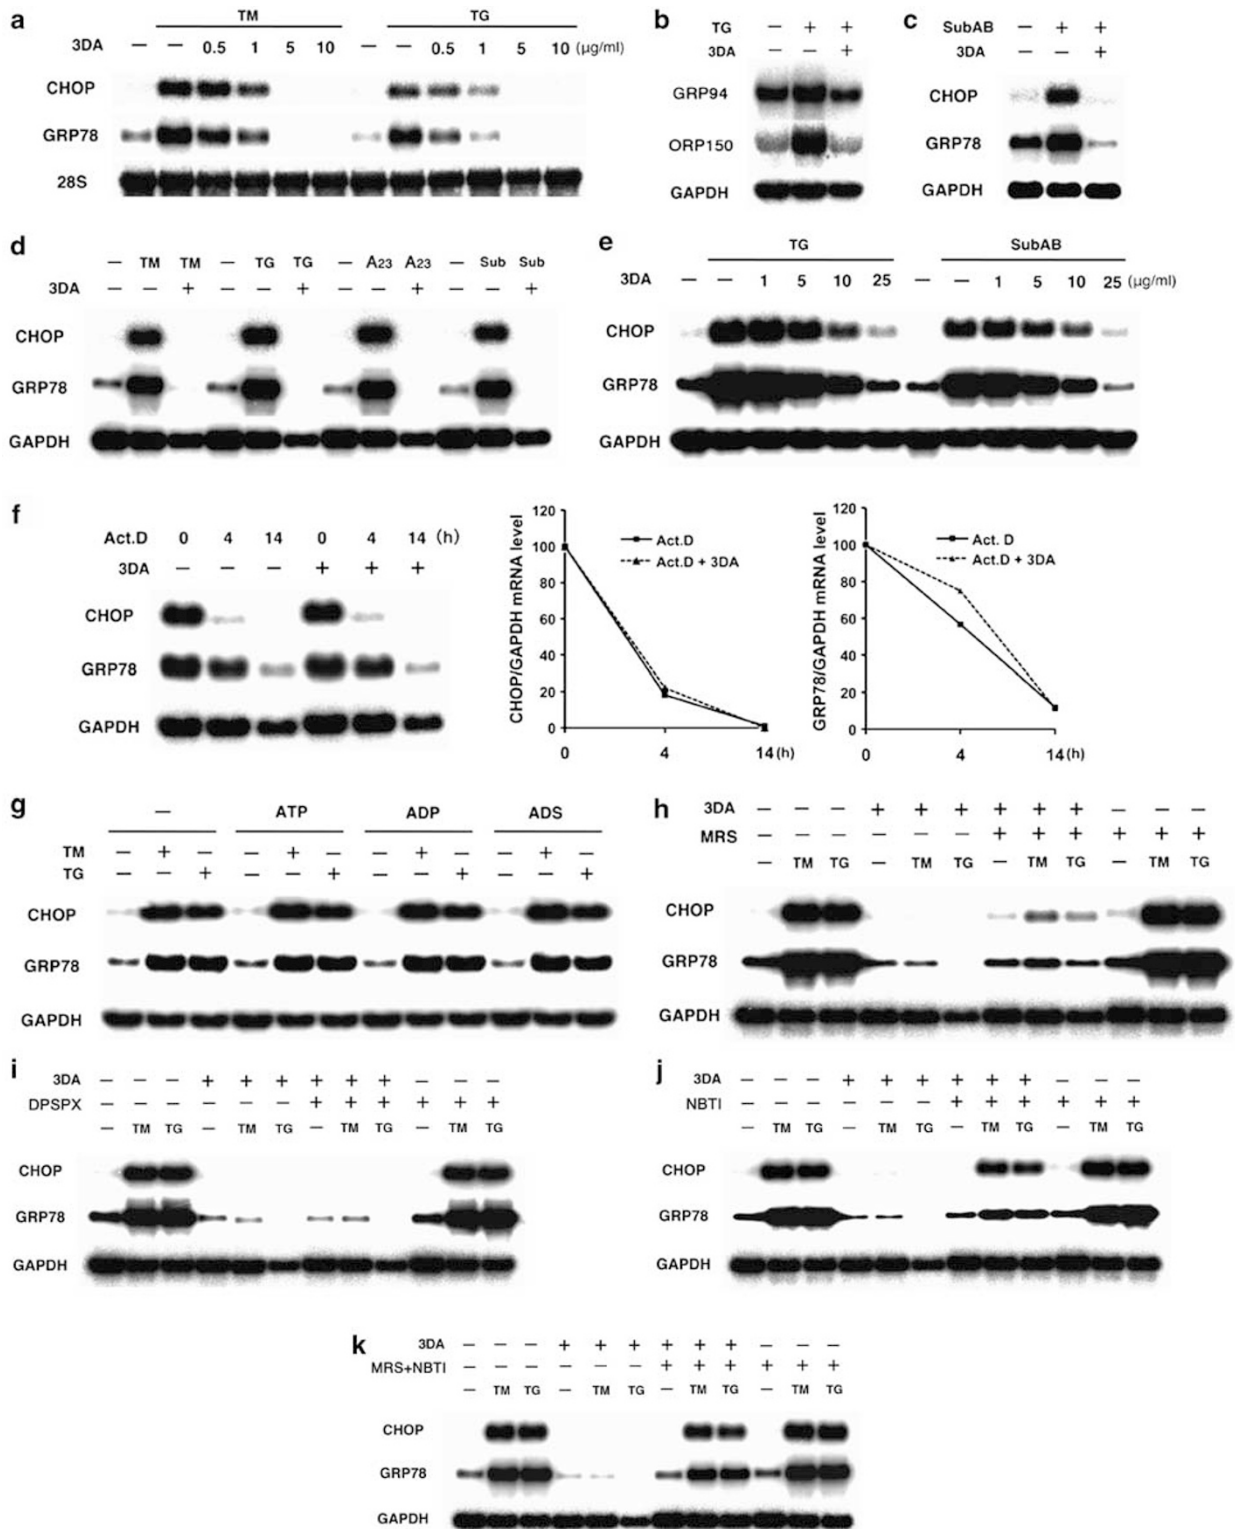 a
TM TG
3DA — — 0.5 1 5 10 — — 0.5 1 5 10 (µg/ml)
CHOP
GRP78
28S
b
TG — + +
3DA — — +
GRP94
ORP150
GAPDH
c
SubAB — + +
3DA — — +
CHOP
GRP78
GAPDH
d
— TM TM — TG TG — A23 A23 — Sub Sub
3DA — — + — — + — — + — — +
CHOP
GRP78
GAPDH
e
TG SubAB
3DA — — 1 5 10 25 — — 1 5 10 25 (µg/ml)
CHOP
GRP78
GAPDH
f
Act.D 0 4 14 0 4 14 (h)
3DA — — — + + +
CHOP
GRP78
GAPDH
CHOP/GAPDH mRNA level
120
100
80
60
40
20
0
0 4 14 (h)
Act.D
Act.D + 3DA
GRP78/GAPDH mRNA level
120
100
80
60
40
20
0
0 4 14 (h)
Act. D
Act.D + 3DA
g
— ATP ADP ADS
TM — + — — + — — + — — + —
TG — — + — — + — — + — — +
CHOP
GRP78
GAPDH
h
3DA — — — + + + + + + — — —
MRS — — — — — — + + + + + +
— TM TG — TM TG — TM TG — TM TG
CHOP
GRP78
GAPDH
i
3DA — — — + + + + + + — — —
DPSPX — — — — — — + + + + + +
— TM TG — TM TG — TM TG — TM TG
CHOP
GRP78
GAPDH
j
3DA — — — + + + + + + — — —
NBTI — — — — — — + + + + + +
— TM TG — TM TG — TM TG — TM TG
CHOP
GRP78
GAPDH
k
3DA — — — + + + + + + — — —
MRS+NBTI — — — — — — + + + + + +
— TM TG — TM TG — TM TG — TM TG
CHOP
GRP78
GAPDH